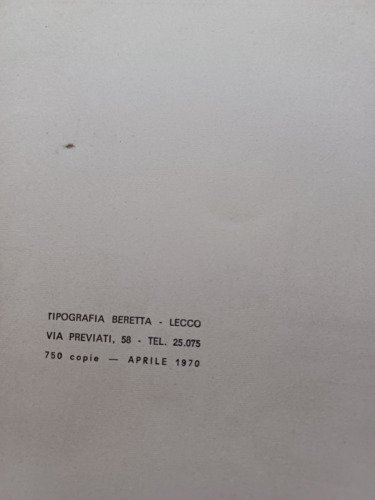 TIPOGRAFIA BERETTA - LECCO
VIA PREVIATI, 58 - TEL. 25.075
750 copie — APRILE 1970